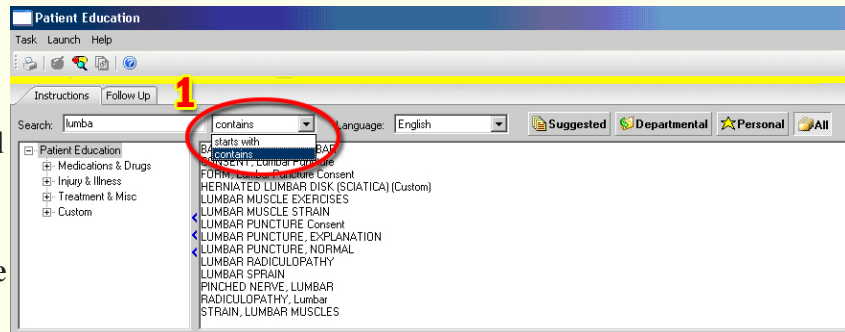 Patient Education
Task Launch Help
1
Instructions Follow Up
Search: lumba contains Language: English Suggested Departmental Personal All
starts with
contains
Patient Education
Medications & Drugs
Injury & Illness
Treatment & Misc
Custom
BA BAR
CONSENT, Lumbar Puncture
FORM, Lumbar Puncture Consent
HERNIATED LUMBAR DISK (SCIATICA) (Custom)
LUMBAR MUSCLE EXERCISES
LUMBAR MUSCLE STRAIN
LUMBAR PUNCTURE Consent
LUMBAR PUNCTURE, EXPLANATION
LUMBAR PUNCTURE, NORMAL
LUMBAR RADICULOPATHY
LUMBAR SPRAIN
PINCHED NERVE, LUMBAR
RADICULOPATHY, Lumbar
STRAIN, LUMBAR MUSCLES